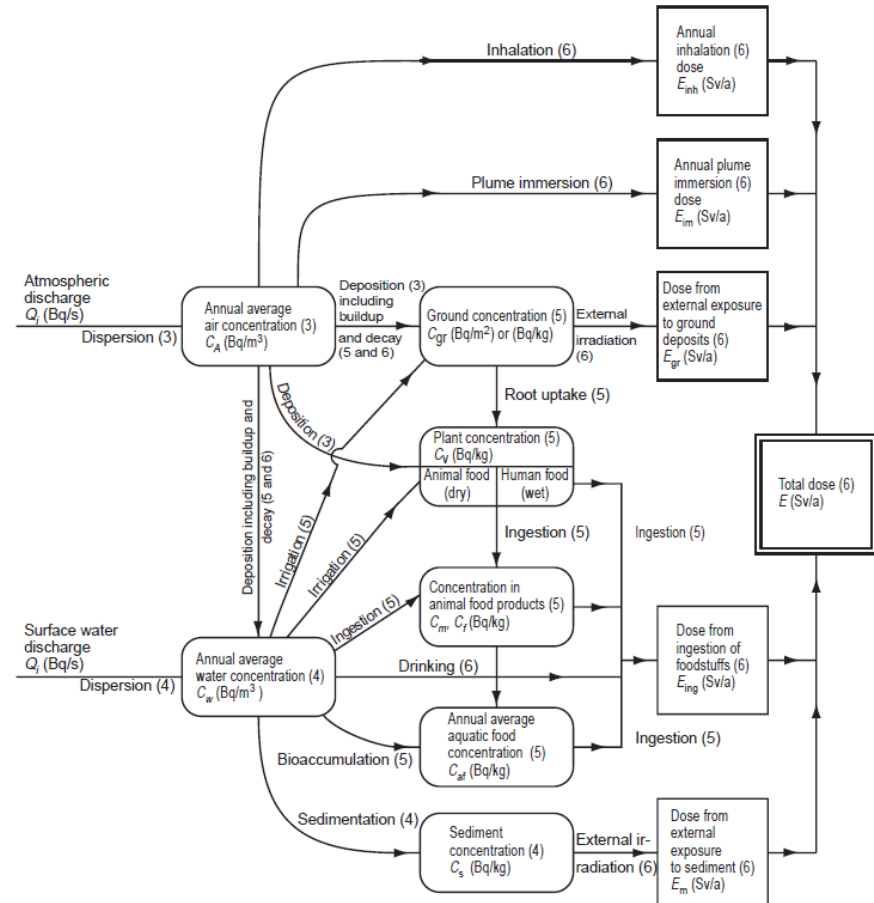 Inhalation (6)
Annual
inhalation (6)
dose
E_inh (Sv/a)
Plume immersion (6)
Annual plume
immersion (6)
dose
E_im (Sv/a)
Atmospheric
discharge
Q_i (Bq/s)
Dispersion (3)
Annual average
air concentration (3)
C_A (Bq/m³)
Deposition (3)
including
buildup
and decay
(5 and 6)
Ground concentration (5)
C_gr (Bq/m²) or (Bq/kg)
External
irradiation
(6)
Dose from
external exposure
to ground
deposits (6)
E_gr (Sv/a)
Root uptake (5)
Deposition (3)
Deposition including buildup and
decay (5 and 6)
Irrigation (5)
Irrigation (5)
Plant concentration (5)
C_v (Bq/kg)
Animal food
(dry)
Human food
(wet)
Total dose (6)
E (Sv/a)
Ingestion (5)
Ingestion (5)
Ingestion (5)
Concentration in
animal food products (5)
C_m, C_f (Bq/kg)
Surface water
discharge
Q_i (Bq/s)
Dispersion (4)
Annual average
water concentration (4)
C_w (Bq/m³ )
Drinking (6)
Dose from
ingestion of
foodstuffs (6)
E_ing (Sv/a)
Bioaccumulation (5)
Annual average
aquatic food
concentration (5)
C_af (Bq/kg)
Ingestion (5)
Sedimentation (4)
Sediment
concentration (4)
C_s (Bq/kg)
External ir-
radiation (6)
Dose from
external
exposure
to sediment (6)
E_m (Sv/a)